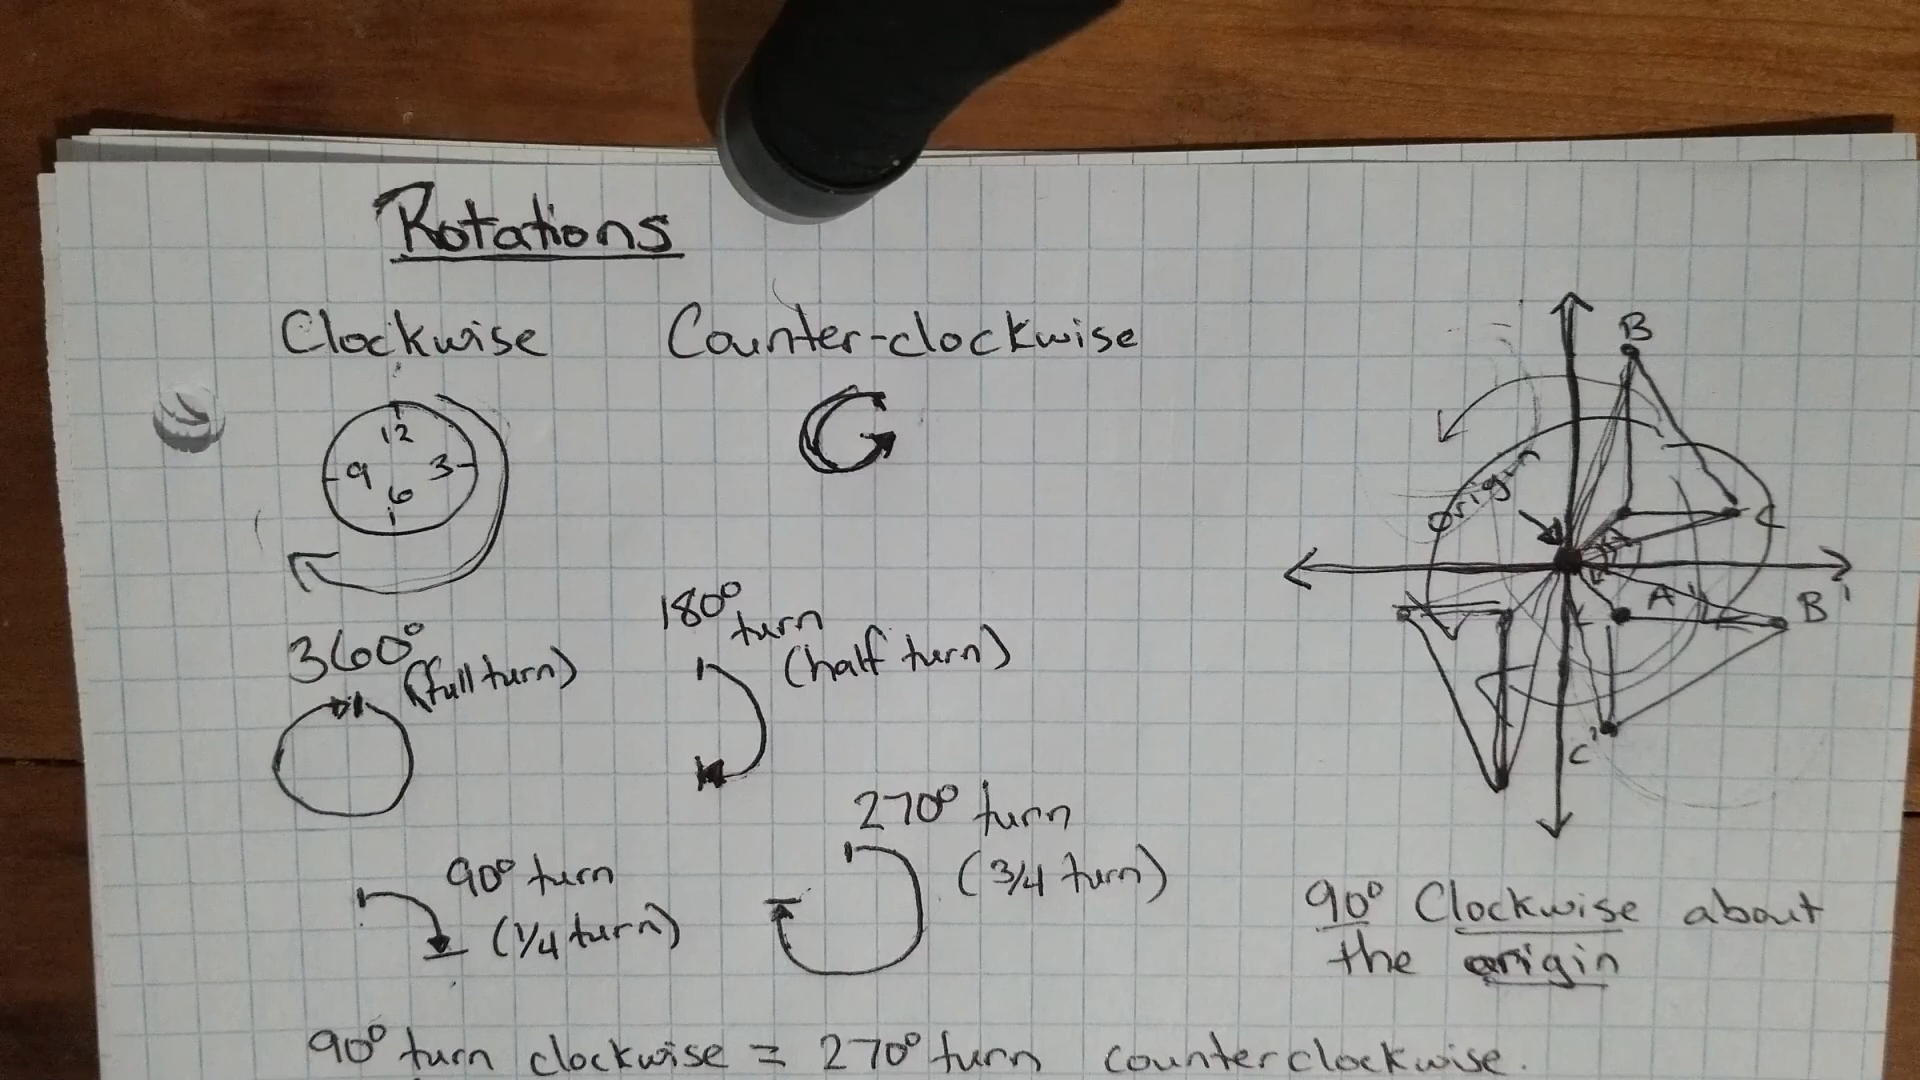 Rotations
Clockwise
Counter-clockwise
12
9 3
6
360°
(full turn)
180°
turn
(half turn)
90° turn
(1/4 turn)
270° turn
(3/4 turn)
B
origin
C
A'
B'
C'
90° Clockwise about
the origin
90° turn clockwise = 270° turn counterclockwise.